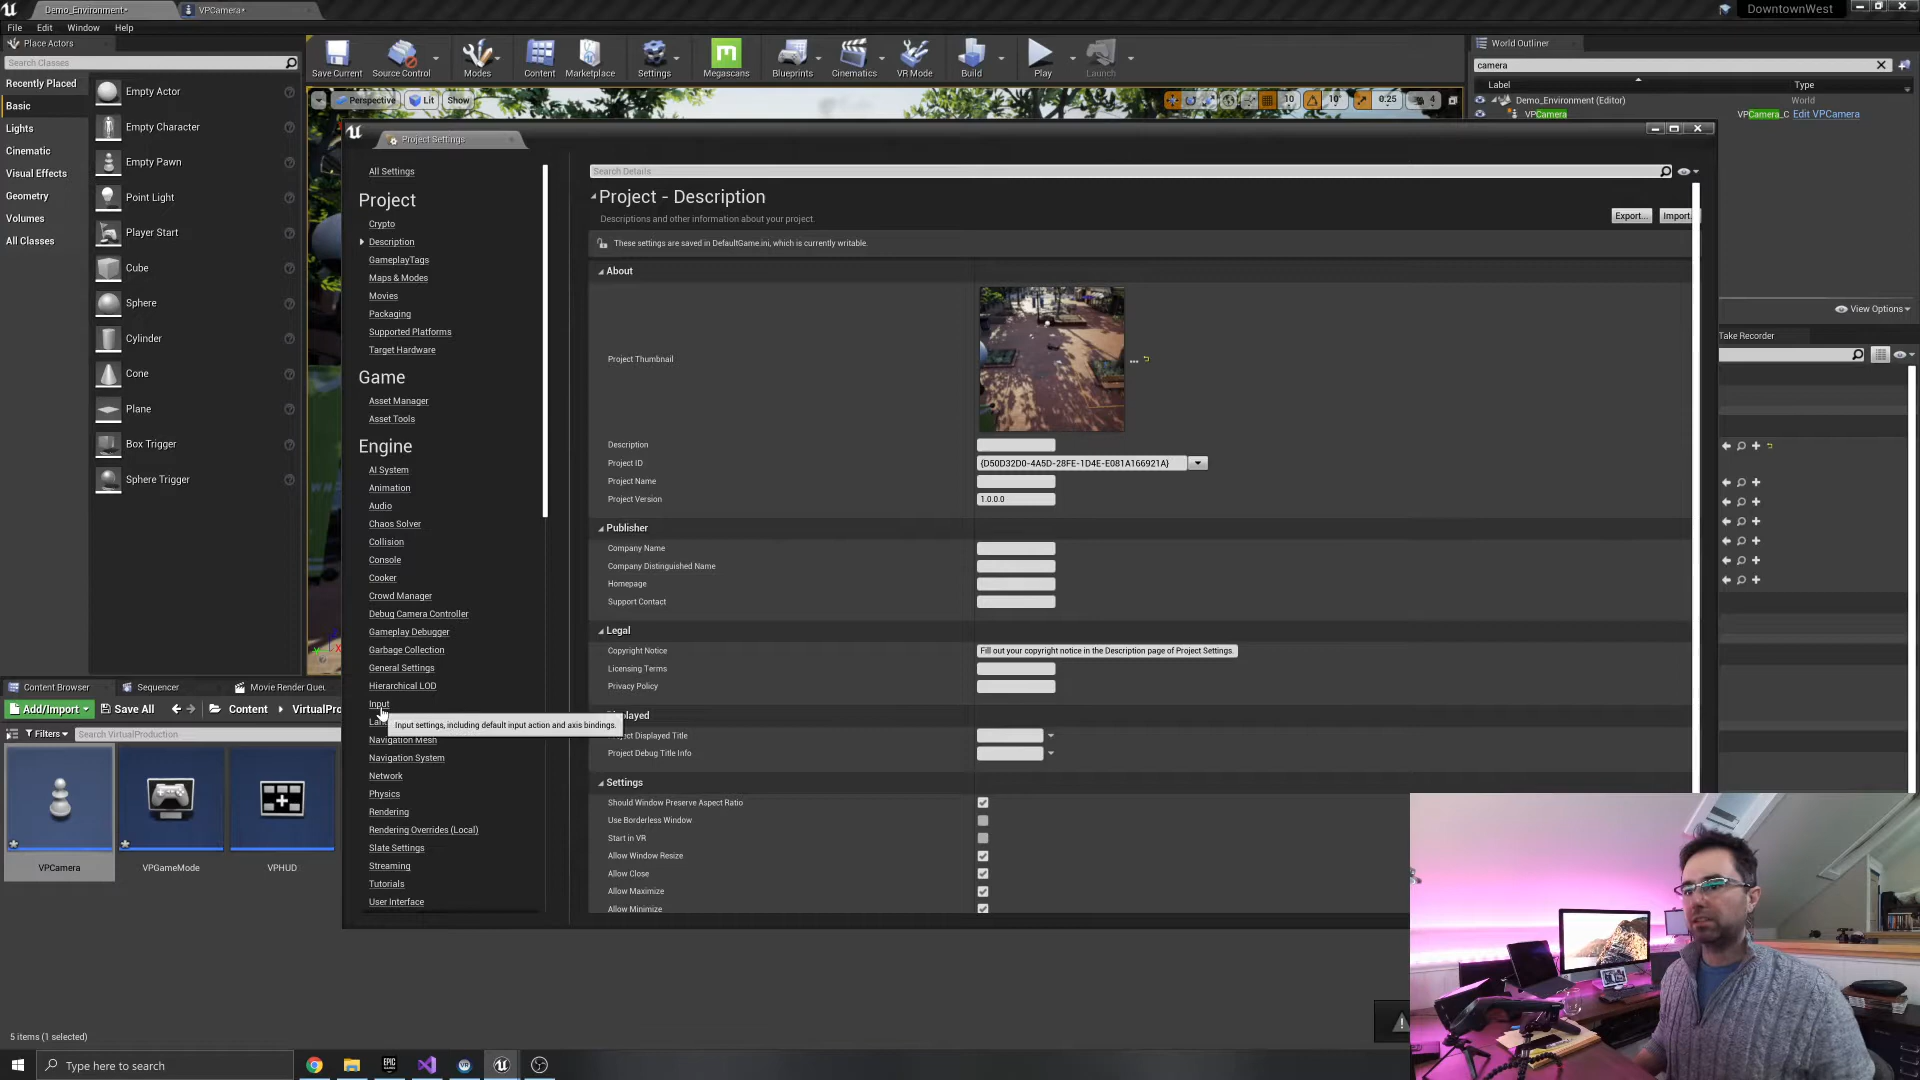 Demo_Environment*
VPCamera*
DowntownWest
File Edit Window Help
Place Actors
Search Classes
Recently Placed
Basic
Lights
Cinematic
Visual Effects
Geometry
Volumes
All Classes
Empty Actor
Empty Character
Empty Pawn
Point Light
Player Start
Cube
Sphere
Cylinder
Cone
Plane
Box Trigger
Sphere Trigger
Save Current
Source Control
Modes
Content
Marketplace
Settings
Megascans
Blueprints
Cinematics
VR Mode
Build
Play
Launch
Perspective
Lit
Show
10
10°
0.25
4
World Outliner
camera
Label
Type
Demo_Environment (Editor)
World
VPCamera
VPCamera_C
Edit VPCamera
View Options
Take Recorder
Project Settings
All Settings
Project
Crypto
Description
GameplayTags
Maps & Modes
Movies
Packaging
Supported Platforms
Target Hardware
Game
Asset Manager
Asset Tools
Engine
AI System
Animation
Audio
Chaos Solver
Collision
Console
Cooker
Crowd Manager
Debug Camera Controller
Gameplay Debugger
Garbage Collection
General Settings
Hierarchical LOD
Input
Input settings, including default input action and axis bindings.
Navigation Mesh
Navigation System
Network
Physics
Rendering
Rendering Overrides (Local)
Slate Settings
Streaming
Tutorials
User Interface
Search Details
Project - Description
Descriptions and other information about your project.
Export...
Import...
These settings are saved in DefaultGame.ini, which is currently writable.
About
Project Thumbnail
Description
Project ID
{D50D32D0-4A5D-28FE-1D4E-E081A166921A}
Project Name
Project Version
1.0.0.0
Publisher
Company Name
Company Distinguished Name
Homepage
Support Contact
Legal
Copyright Notice
Fill out your copyright notice in the Description page of Project Settings.
Licensing Terms
Privacy Policy
Project Displayed Title
Project Debug Title Info
Settings
Should Window Preserve Aspect Ratio
Use Borderless Window
Start in VR
Allow Window Resize
Allow Close
Allow Maximize
Allow Minimize
Content Browser
Sequencer
Movie Render Queu
Add/Import
Save All
Content
VirtualPro
Filters
Search VirtualProduction
VPCamera
VPGameMode
VPHUD
5 items (1 selected)
Type here to search
EPIC
VR